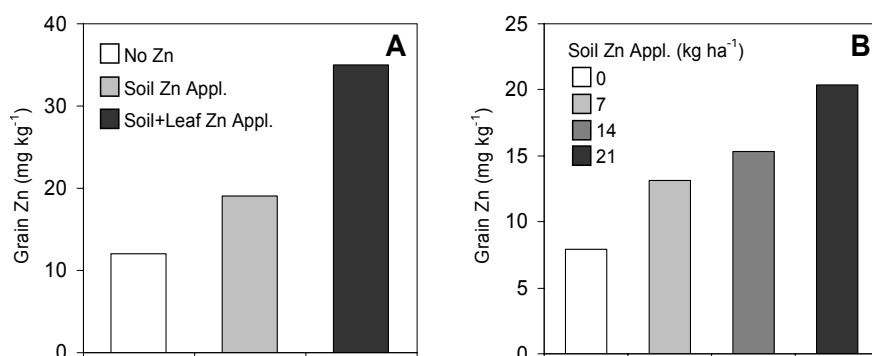 Grain Zn (mg kg⁻¹)
40
30
20
10
0
A
No Zn
Soil Zn Appl.
Soil+Leaf Zn Appl.
Grain Zn (mg kg⁻¹)
25
20
15
10
5
0
B
Soil Zn Appl. (kg ha⁻¹)
0
7
14
21